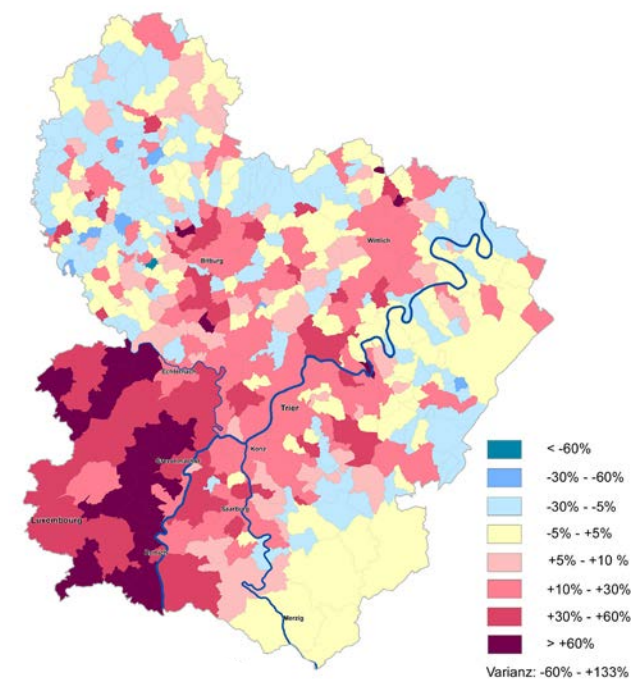 Wittlich
Bitburg
Echternach
Trier
Konz
Saarburg
Luxembourg
Merzig
< -60%
-30% - -60%
-30% - -5%
-5% - +5%
+5% - +10 %
+10% - +30%
+30% - +60%
> +60%
Varianz: -60% - +133%